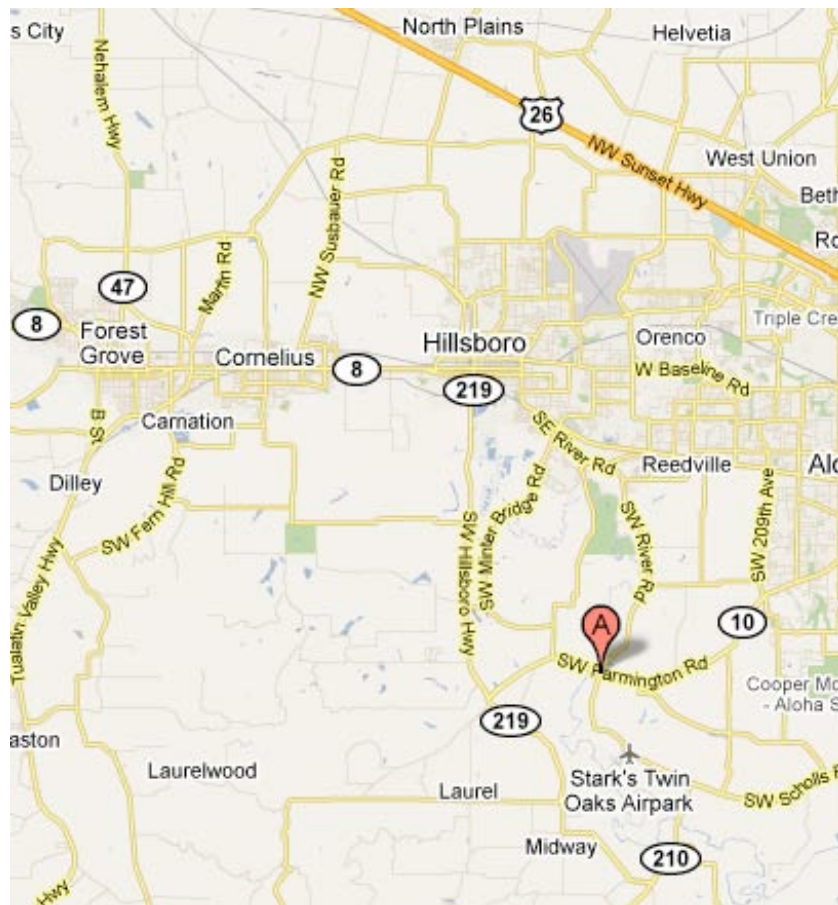 s City
North Plains
Helvetia
Nehalem Hwy
26
NW Sunset Hwy
West Union
Beth
Ro
NW Susbauer Rd
Martin Rd
47
8
Forest
Grove
Cornelius
8
Hillsboro
219
Orenco
Triple Cre
W Baseline Rd
B St
Carnation
SE River Rd
Reedville
Alo
Dilley
SW Fern Hill Rd
SW Minter Bridge Rd
SW River Rd
SW 209th Ave
SW Hillsboro Hwy
Tualatin Valley Hwy
A
10
SW Farmington Rd
Cooper Mo
- Aloha S
219
aston
Laurelwood
Stark's Twin
Oaks Airpark
Laurel
SW Scholls F
Midway
210
Hwy